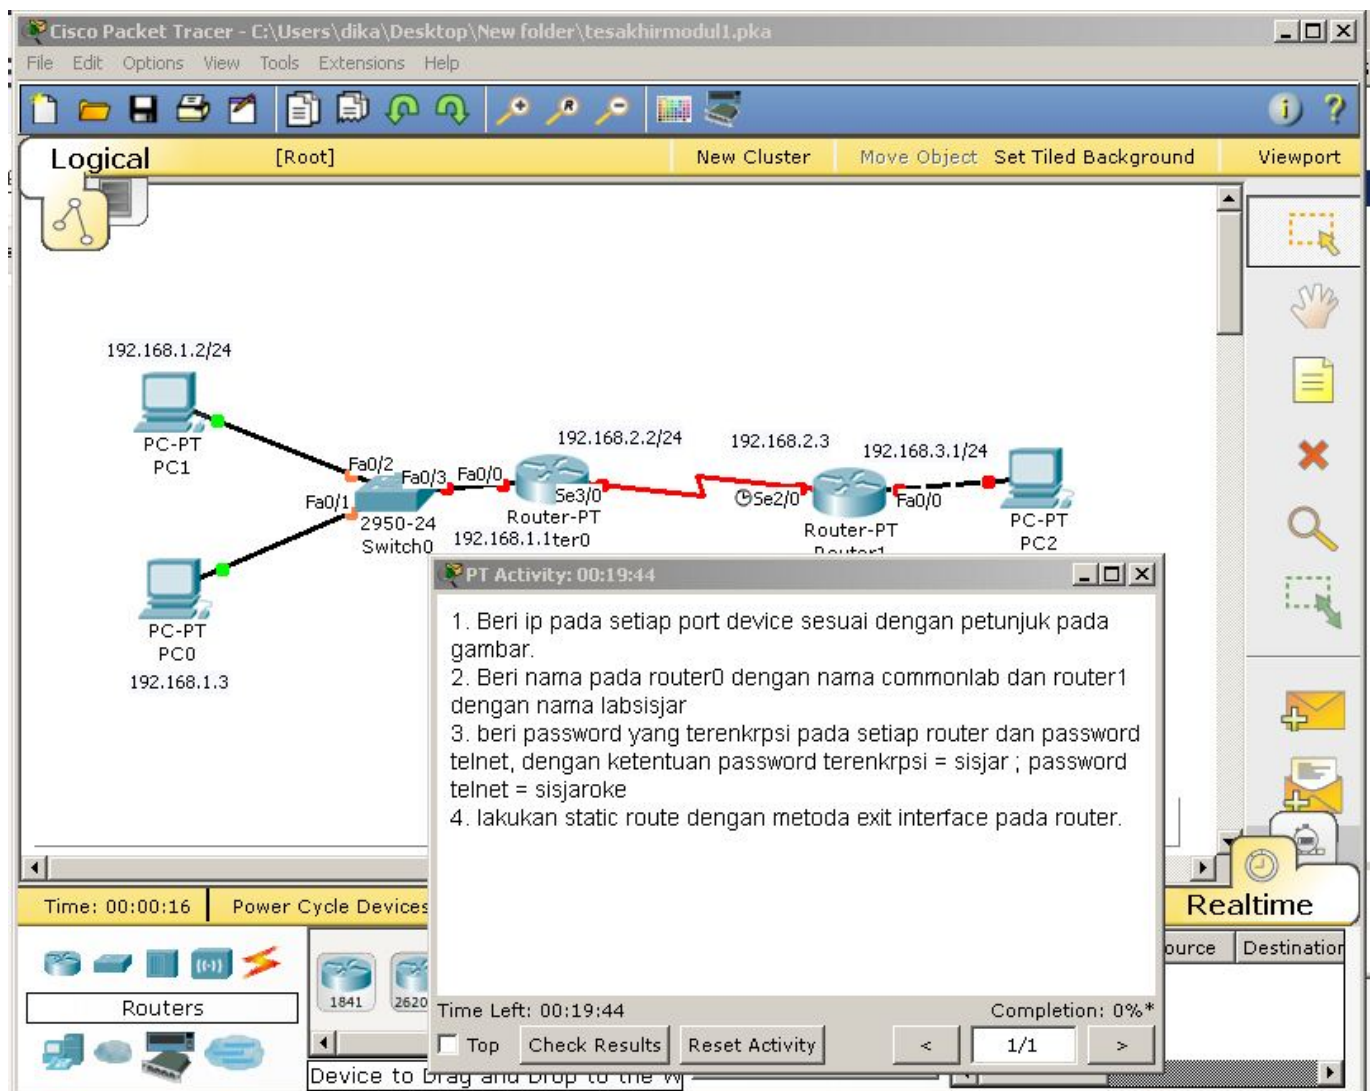 Cisco Packet Tracer - C:\Users\dika\Desktop\New folder\tesakhirmodul1.pka
File Edit Options View Tools Extensions Help
Logical [Root] New Cluster Move Object Set Tiled Background Viewport
192.168.1.2/24
PC-PT
PC1
192.168.2.2/24 192.168.2.3 192.168.3.1/24
Fa0/2 Fa0/3 Fa0/0
Fa0/1 Se3/0 Se2/0 Fa0/0
2950-24
Switch0
Router-PT
192.168.1.1ter0
Router-PT
PC-PT
PC2
PC-PT
PC0
192.168.1.3
PT Activity: 00:19:44
1. Beri ip pada setiap port device sesuai dengan petunjuk pada
gambar.
2. Beri nama pada router0 dengan nama commonlab dan router1
dengan nama labsisjar
3. beri password yang terenkrpsi pada setiap router dan password
telnet, dengan ketentuan password terenkrpsi = sisjar ; password
telnet = sisjaroke
4. lakukan static route dengan metoda exit interface pada router.
Time Left: 00:19:44 Completion: 0%*
Top Check Results Reset Activity < 1/1 >
Time: 00:00:16 Power Cycle Devices Realtime
Routers
1841 2620
ource Destination
Device to Drag and Drop to the W